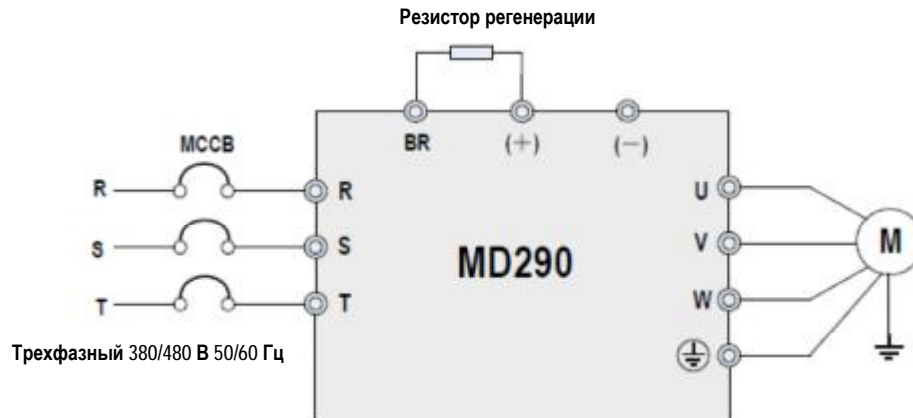 Резистор регенерации
BR (+) (−)
MCCB
R R U
S S V M
MD290
T T W
Трехфазный 380/480 В 50/60 Гц